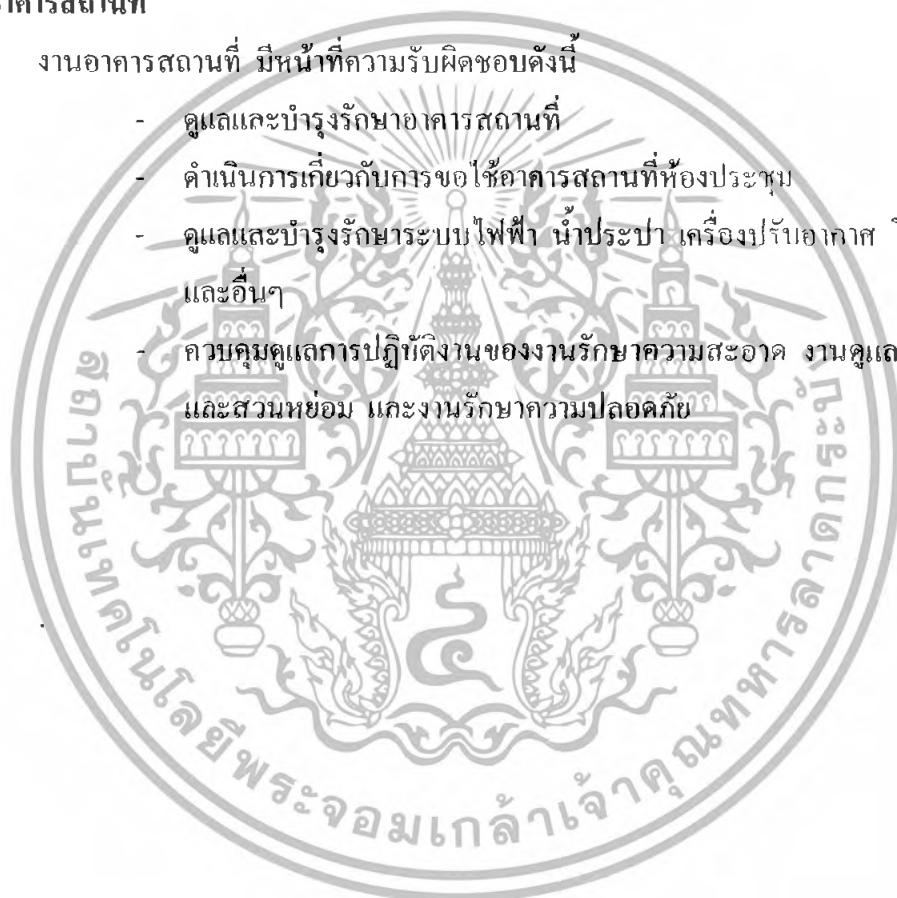 าคารสถานที่
งานอาคารสถานที่ มีหน้าที่ความรับผิดชอบดังนี้
- ดูแลและบำรุงรักษาอาคารสถานที่
- ดำเนินการเกี่ยวกับการขอใช้อาคารสถานที่ห้องประชุม
- ดูแลและบำรุงรักษาระบบไฟฟ้า น้ำประปา เครื่องปรับอากาศ
และอื่นๆ
- ควบคุมดูแลการปฏิบัติงานของงานรักษาความสะอาด งานดูแล
และสวนหย่อม และงานรักษาความปลอดภัย
สถาบันเทคโนโลยีพระจอมเกล้าเจ้าคุณทหารลาดกระบัง
๔